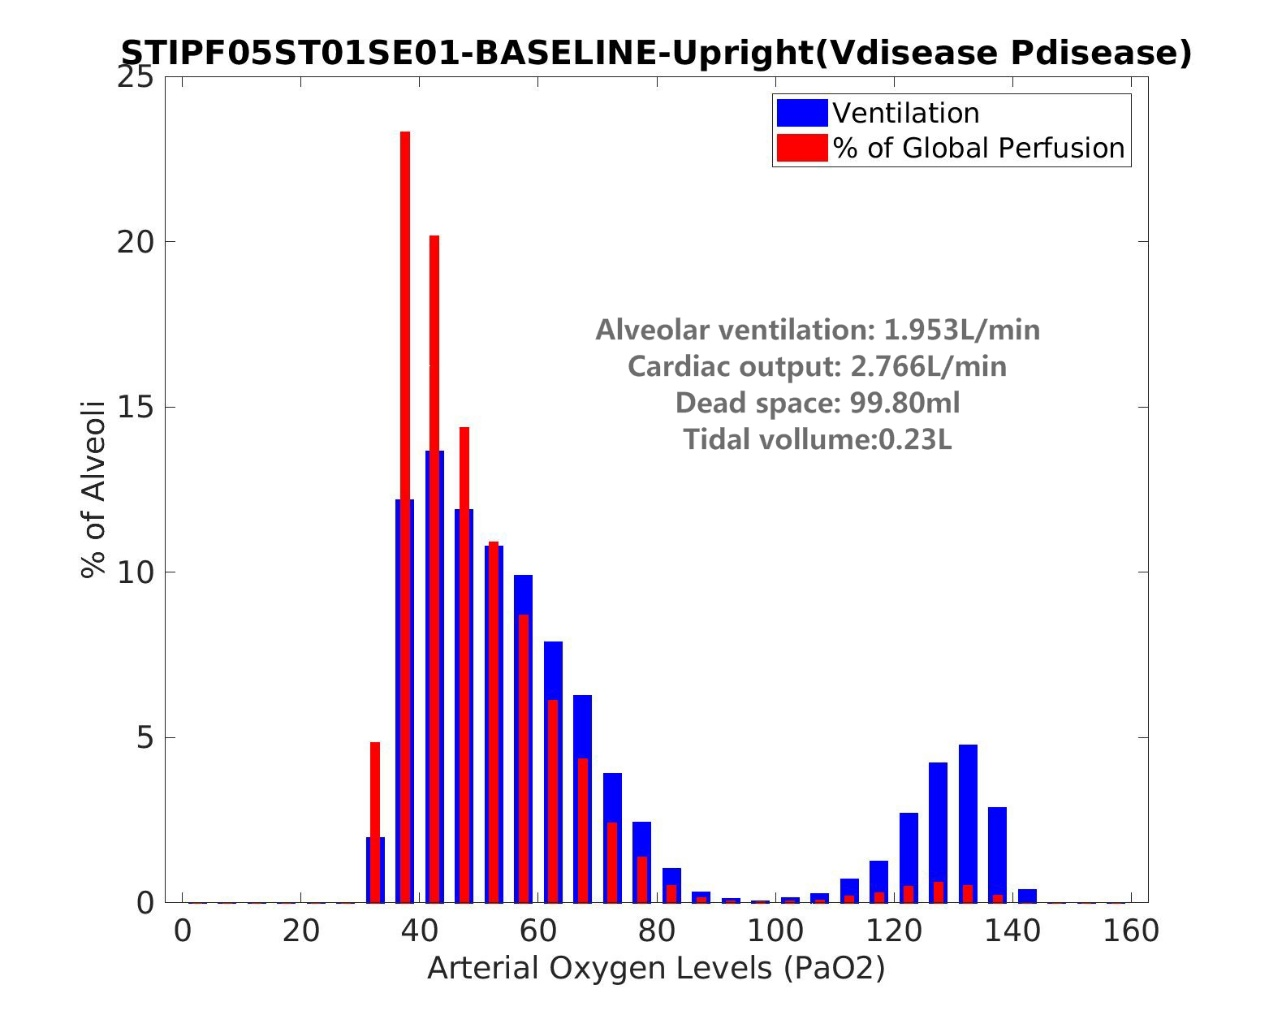 STIPF05ST01SE01-BASELINE-Upright(Vdisease Pdisease)
25
Ventilation
% of Global Perfusion
20
Alveolar ventilation: 1.953L/min
Cardiac output: 2.766L/min
Dead space: 99.80ml
Tidal vollume:0.23L
15
% of Alveoli
10
5
0
0 20 40 60 80 100 120 140 160
Arterial Oxygen Levels (PaO2)